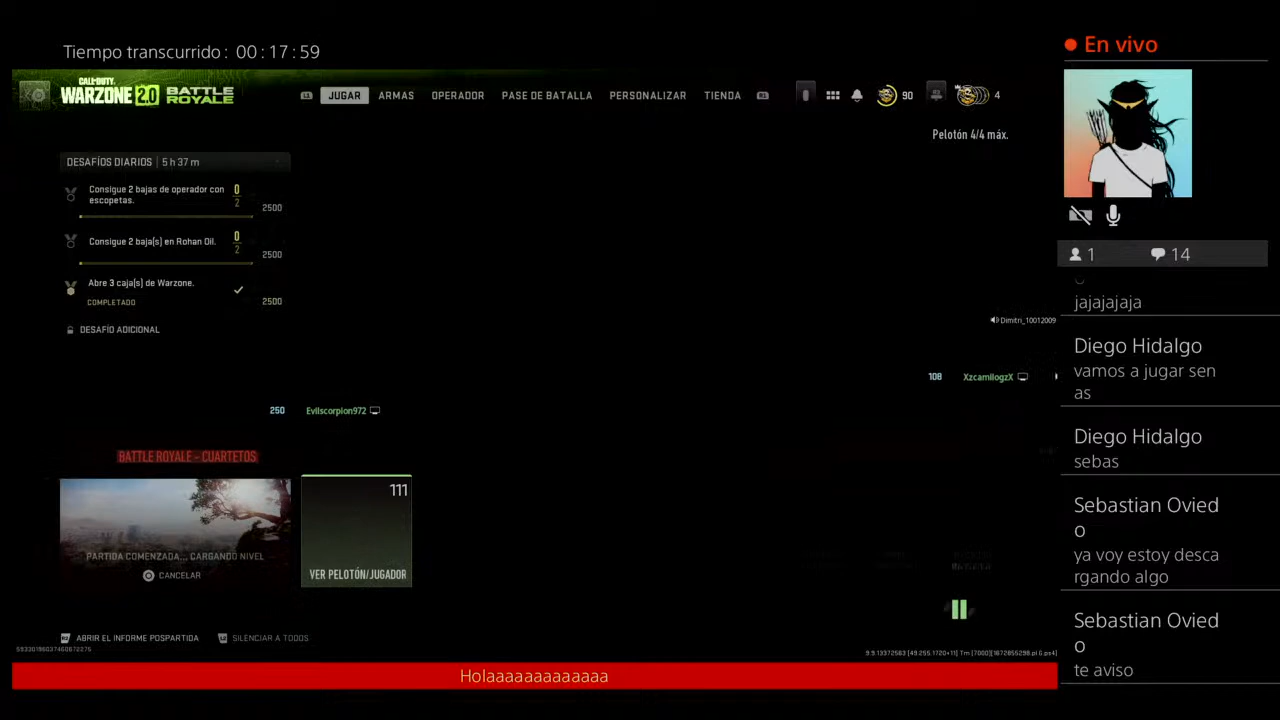 Tiempo transcurrido: 00:17:59
En vivo
CALL OF DUTY
WARZONE 2.0 BATTLE ROYALE
L1 JUGAR ARMAS OPERADOR PASE DE BATALLA PERSONALIZAR TIENDA R1
90
4
Pelotón 4/4 máx.
DESAFÍOS DIARIOS | 5 h 37 m
Consigue 2 bajas de operador con
escopetas.
0
2
2500
Consigue 2 baja(s) en Rohan Oil.
0
2
2500
Abre 3 caja(s) de Warzone.
COMPLETADO
2500
DESAFÍO ADICIONAL
Dimitri_10012009
108 XzcamilogzX
250 Evilscorpion972
BATTLE ROYALE - CUARTETOS
PARTIDA COMENZADA... CARGANDO NIVEL
CANCELAR
111
VER PELOTÓN/JUGADOR
R2 ABRIR EL INFORME POSPARTIDA L2 SILENCIAR A TODOS
Holaaaaaaaaaaaaa
1
14
jajajajaja
Diego Hidalgo
vamos a jugar sen
as
Diego Hidalgo
sebas
Sebastian Ovied
o
ya voy estoy desca
rgando algo
Sebastian Ovied
o
te aviso